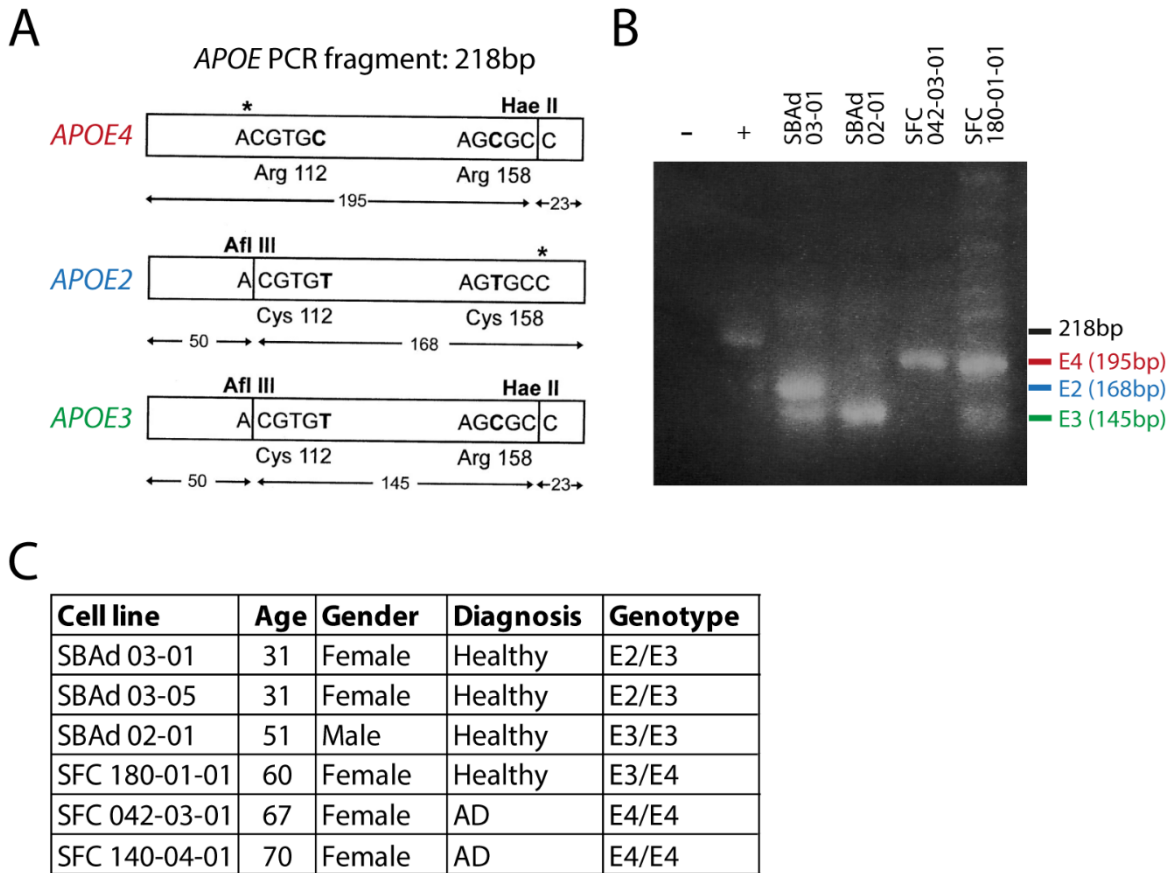 A
APOE PCR fragment: 218bp
* Hae II
APOE4 ACGTGC AGCGC C
Arg 112 Arg 158
195 23
Afl III *
APOE2 A CGTGT AGTGCC
Cys 112 Cys 158
50 168
Afl III Hae II
APOE3 A CGTGT AGCGC C
Cys 112 Arg 158
50 145 23
B
– + SBAd 03-01 SBAd 02-01 SFC 042-03-01 SFC 180-01-01
218bp
E4 (195bp)
E2 (168bp)
E3 (145bp)
C
Cell line Age Gender Diagnosis Genotype
SBAd 03-01 31 Female Healthy E2/E3
SBAd 03-05 31 Female Healthy E2/E3
SBAd 02-01 51 Male Healthy E3/E3
SFC 180-01-01 60 Female Healthy E3/E4
SFC 042-03-01 67 Female AD E4/E4
SFC 140-04-01 70 Female AD E4/E4